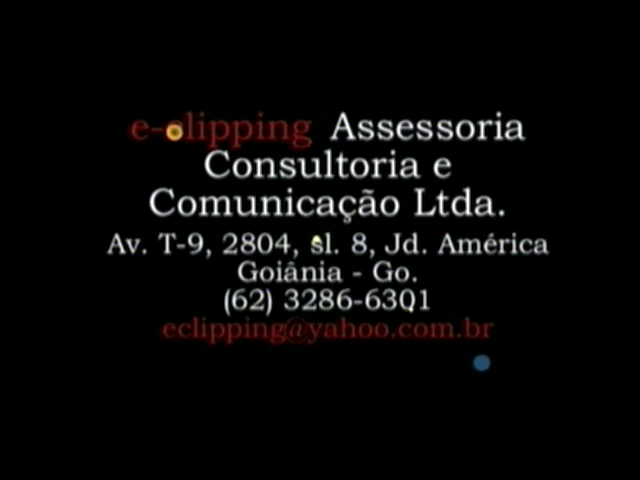 e-clipping Assessoria
Consultoria e
Comunicação Ltda.
Av. T-9, 2804, sl. 8, Jd. América
Goiânia - Go.
(62) 3286-6301
eclipping@yahoo.com.br